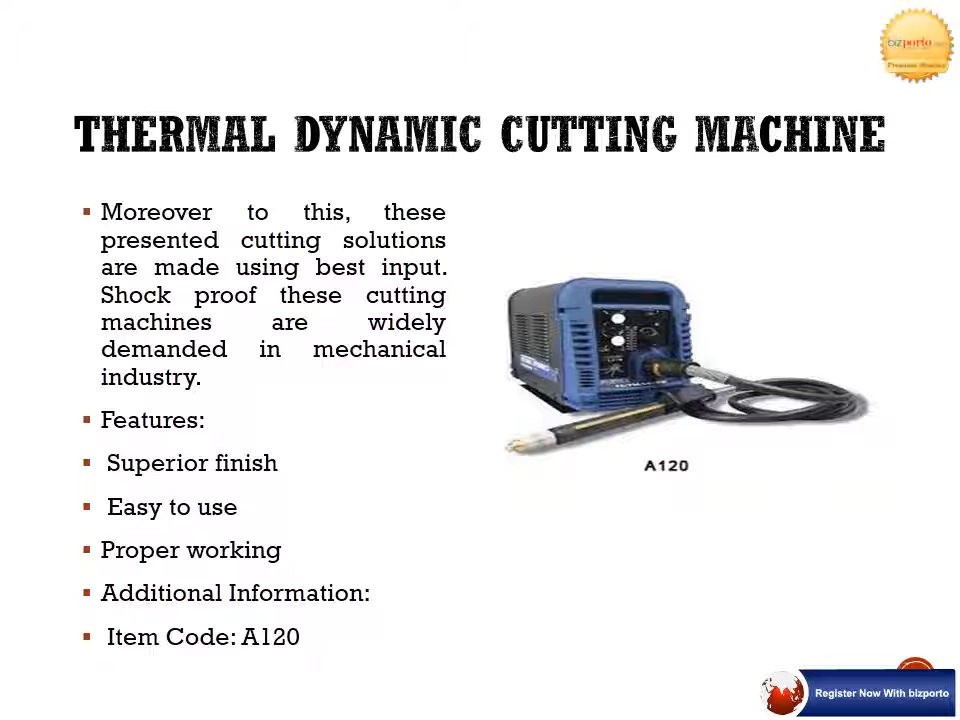 bizporto
THERMAL DYNAMIC CUTTING MACHINE
▪ Moreover to this, these
presented cutting solutions
are made using best input.
Shock proof these cutting
machines are widely
demanded in mechanical
industry.
▪ Features:
▪ Superior finish
▪ Easy to use
▪ Proper working
▪ Additional Information:
▪ Item Code: A120
A120
Register Now With bizporto